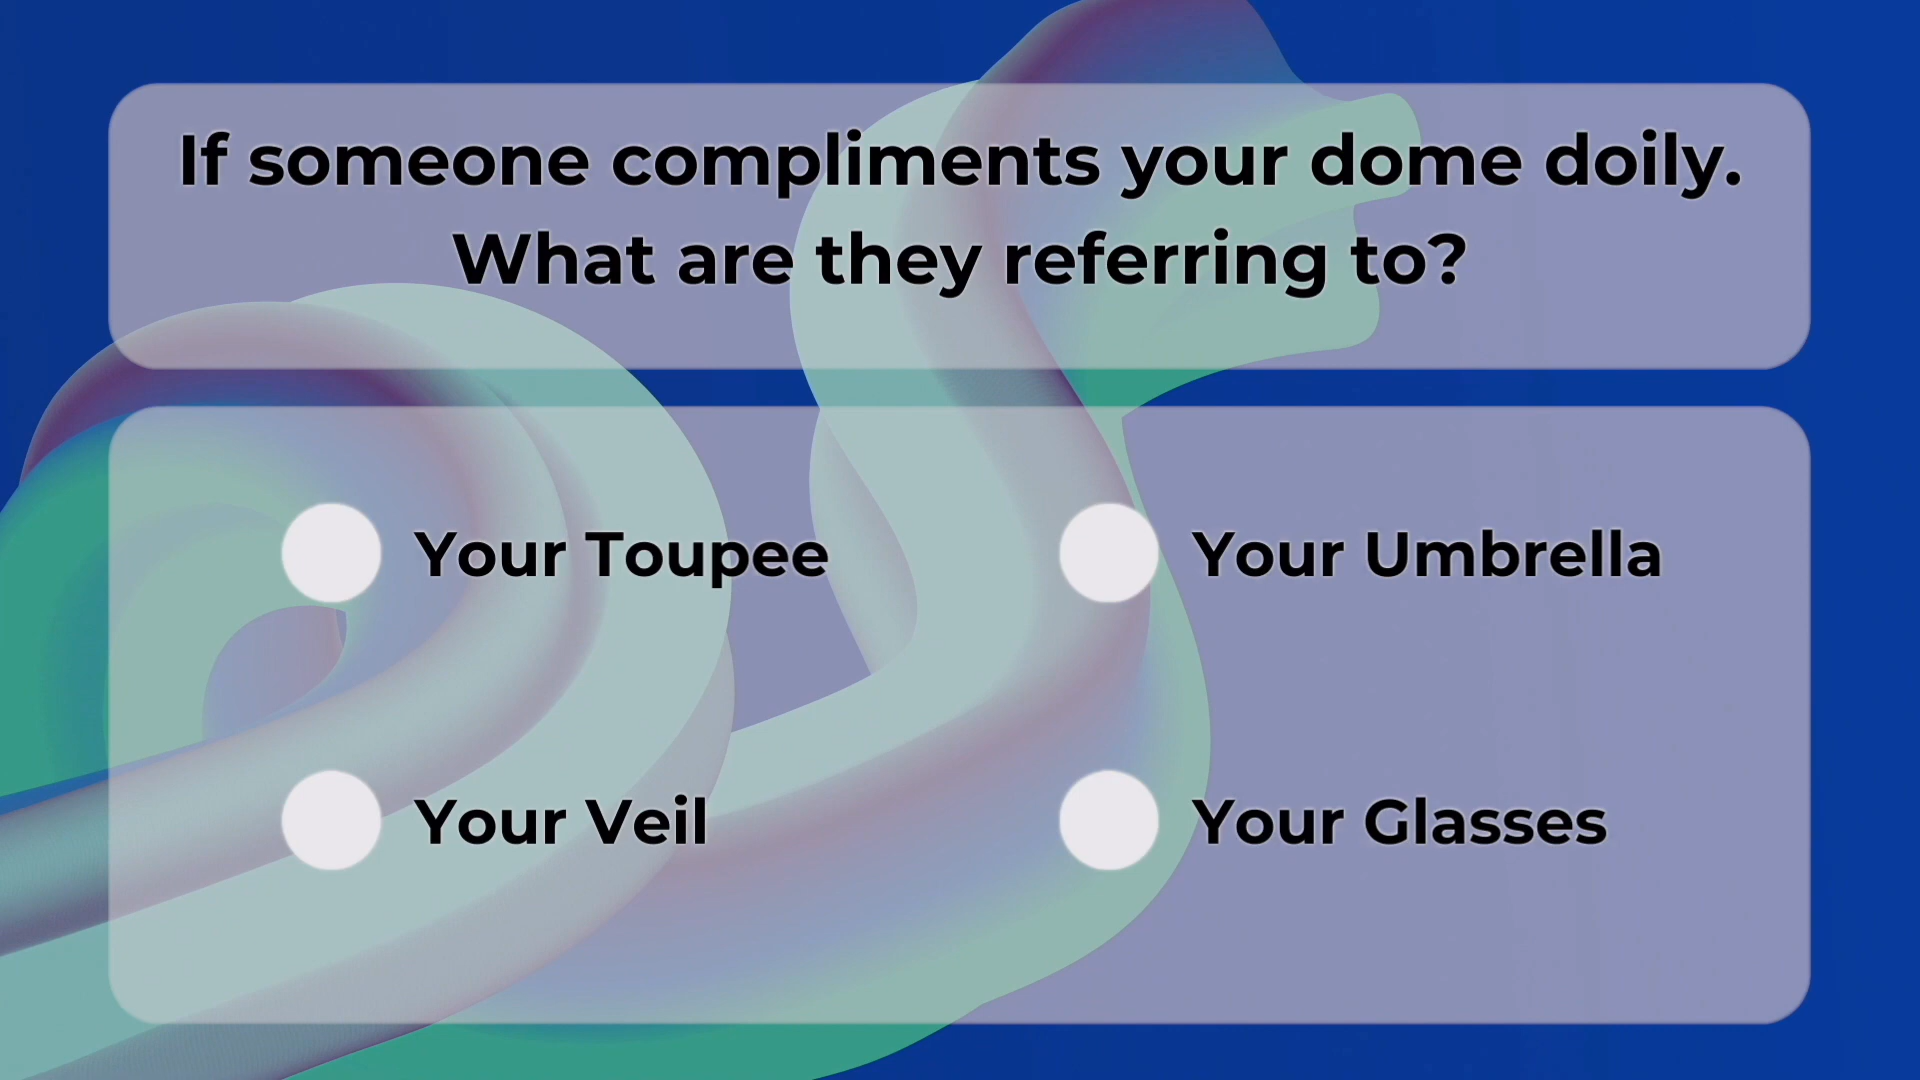 If someone compliments your dome doily.
What are they referring to?
Your Toupee
Your Umbrella
Your Veil
Your Glasses